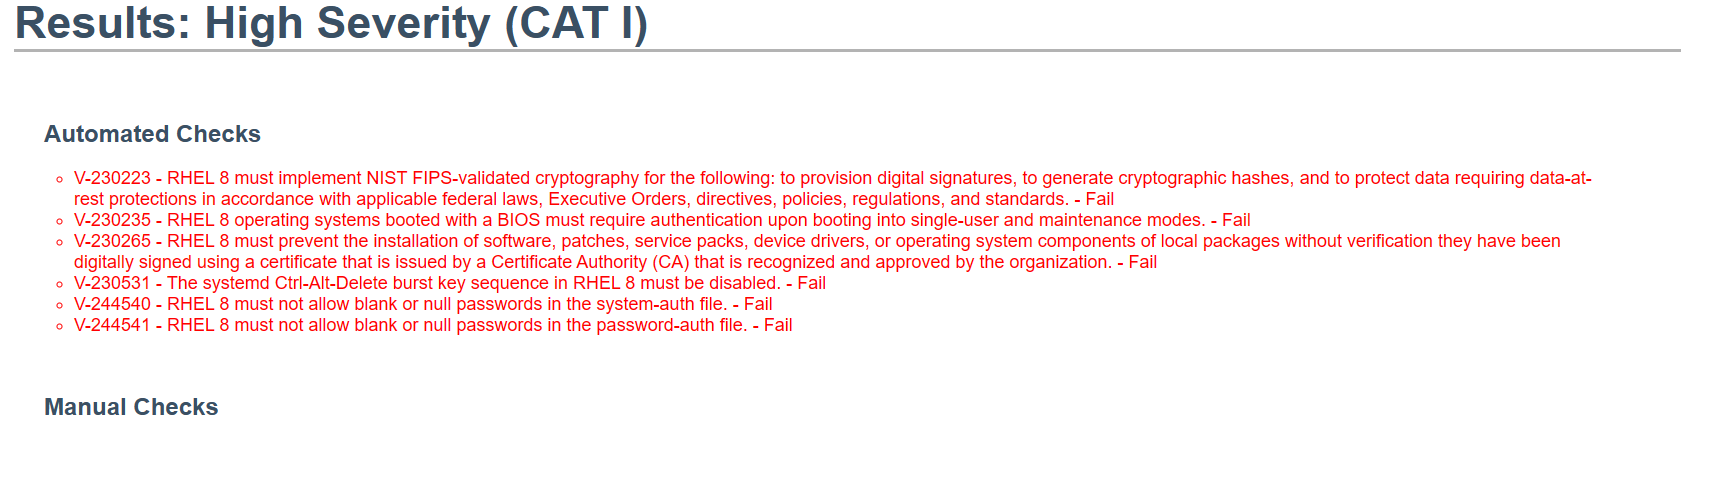 Results: High Severity (CAT I)
Automated Checks
V-230223 - RHEL 8 must implement NIST FIPS-validated cryptography for the following: to provision digital signatures, to generate cryptographic hashes, and to protect data requiring data-at-
rest protections in accordance with applicable federal laws, Executive Orders, directives, policies, regulations, and standards. - Fail
V-230235 - RHEL 8 operating systems booted with a BIOS must require authentication upon booting into single-user and maintenance modes. - Fail
V-230265 - RHEL 8 must prevent the installation of software, patches, service packs, device drivers, or operating system components of local packages without verification they have been
digitally signed using a certificate that is issued by a Certificate Authority (CA) that is recognized and approved by the organization. - Fail
V-230531 - The systemd Ctrl-Alt-Delete burst key sequence in RHEL 8 must be disabled. - Fail
V-244540 - RHEL 8 must not allow blank or null passwords in the system-auth file. - Fail
V-244541 - RHEL 8 must not allow blank or null passwords in the password-auth file. - Fail
Manual Checks